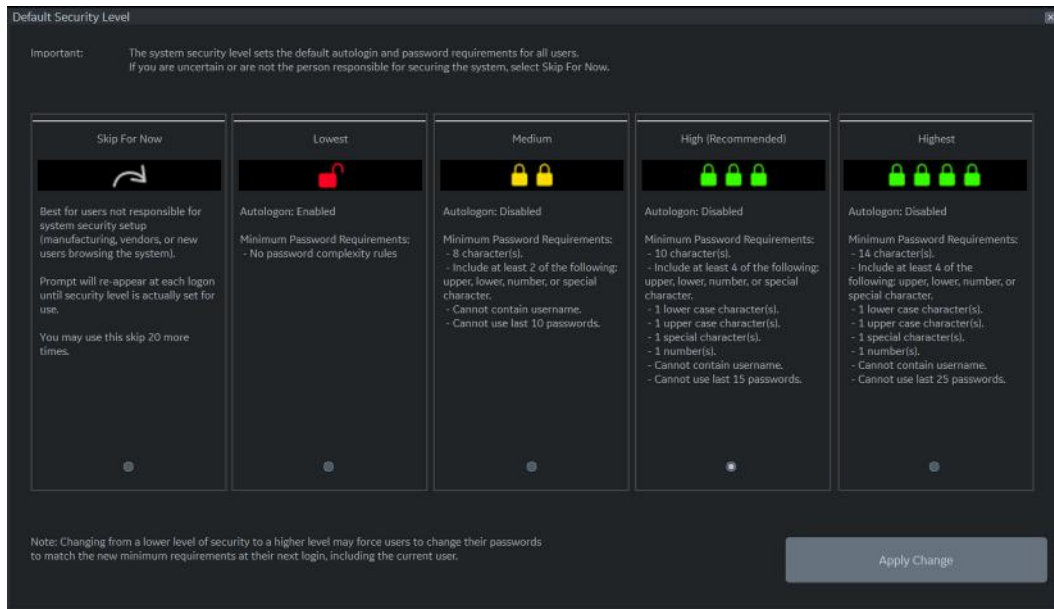 Default Security Level
Important: The system security level sets the default autologin and password requirements for all users.
If you are uncertain or are not the person responsible for securing the system, select Skip For Now.
Skip For Now
Best for users not responsible for
system security setup
(manufacturing, vendors, or new
users browsing the system).
Prompt will re-appear at each logon
until security level is actually set for
use.
You may use this skip 20 more
times.
Lowest
Autologon: Enabled
Minimum Password Requirements:
- No password complexity rules
Medium
Autologon: Disabled
Minimum Password Requirements:
- 8 character(s).
- Include at least 2 of the following:
upper, lower, number, or special
character.
- Cannot contain username.
- Cannot use last 10 passwords.
High (Recommended)
Autologon: Disabled
Minimum Password Requirements:
- 10 character(s).
- Include at least 4 of the following:
upper, lower, number, or special
character.
- 1 lower case character(s).
- 1 upper case character(s).
- 1 special character(s).
- 1 number(s).
- Cannot contain username.
- Cannot use last 15 passwords.
Highest
Autologon: Disabled
Minimum Password Requirements:
- 14 character(s).
- Include at least 4 of the
following: upper, lower, number, or
special character.
- 1 lower case character(s).
- 1 upper case character(s).
- 1 special character(s).
- 1 number(s).
- Cannot contain username.
- Cannot use last 25 passwords.
Note: Changing from a lower level of security to a higher level may force users to change their passwords
to match the new minimum requirements at their next login, including the current user.
Apply Change